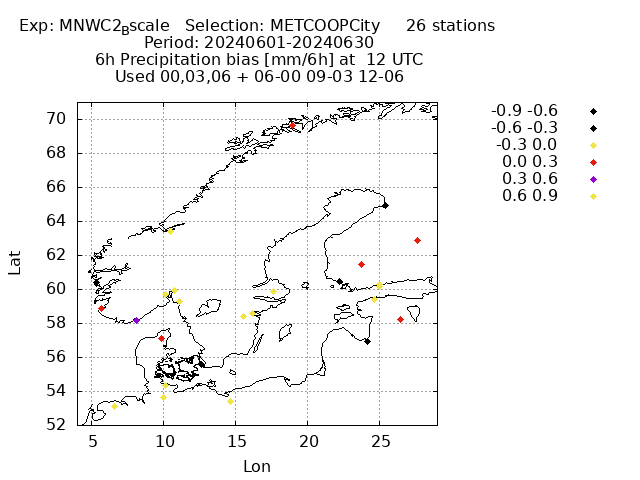 Exp: MNWC2Bscale Selection: METCOOPCity 26 stations
Period: 20240601-20240630
6h Precipitation bias [mm/6h] at 12 UTC
Used 00,03,06 + 06-00 09-03 12-06
-0.9 -0.6
-0.6 -0.3
-0.3 0.0
0.0 0.3
0.3 0.6
0.6 0.9
70
68
66
64
62
60
58
56
54
52
Lat
5 10 15 20 25
Lon